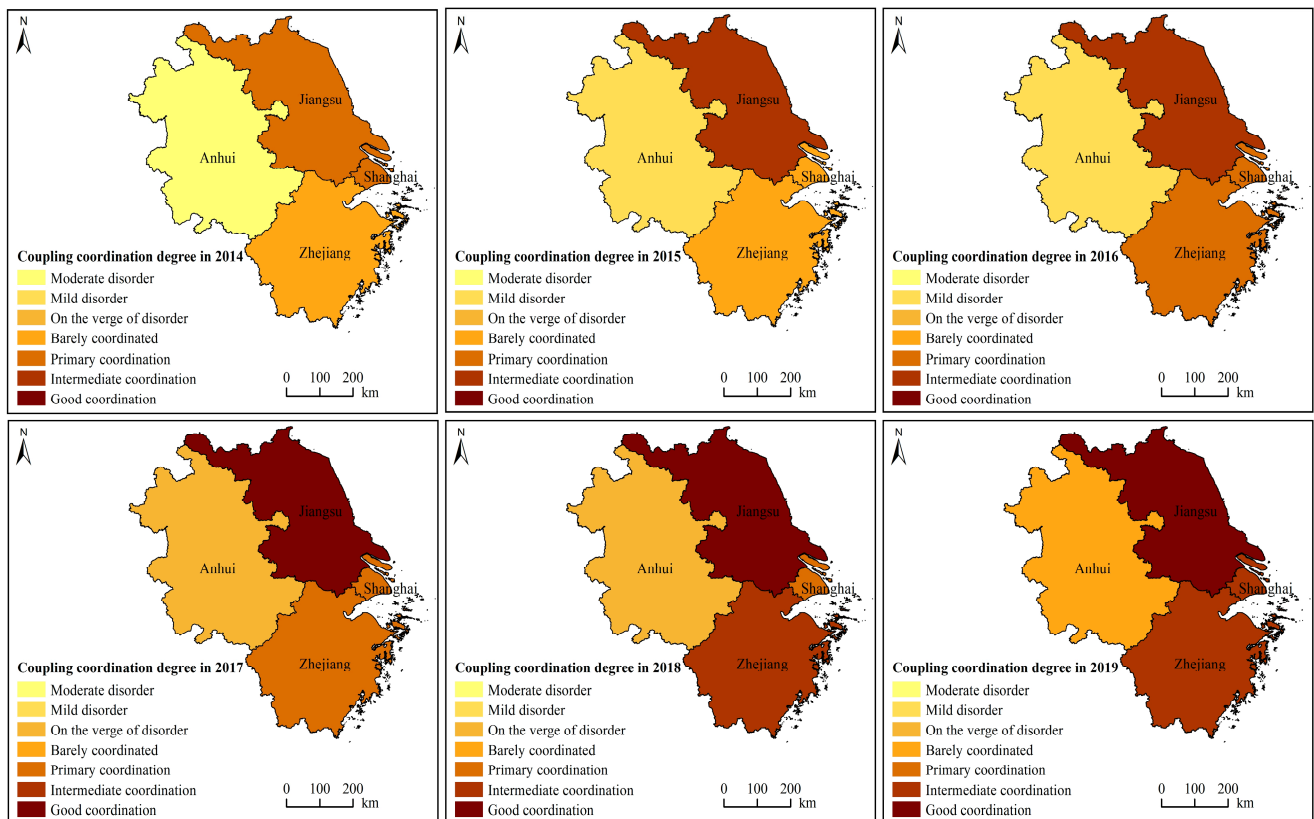 N
Jiangsu
Anhui
Shanghai
Zhejiang
Coupling coordination degree in 2014
Moderate disorder
Mild disorder
On the verge of disorder
Barely coordinated
Primary coordination
Intermediate coordination
Good coordination
0 100 200
km
N
Jiangsu
Anhui
Shanghai
Zhejiang
Coupling coordination degree in 2015
Moderate disorder
Mild disorder
On the verge of disorder
Barely coordinated
Primary coordination
Intermediate coordination
Good coordination
0 100 200
km
N
Jiangsu
Anhui
Shanghai
Zhejiang
Coupling coordination degree in 2016
Moderate disorder
Mild disorder
On the verge of disorder
Barely coordinated
Primary coordination
Intermediate coordination
Good coordination
0 100 200
km
N
Jiangsu
Anhui
Shanghai
Zhejiang
Coupling coordination degree in 2017
Moderate disorder
Mild disorder
On the verge of disorder
Barely coordinated
Primary coordination
Intermediate coordination
Good coordination
0 100 200
km
N
Jiangsu
Anhui
Shanghai
Zhejiang
Coupling coordination degree in 2018
Moderate disorder
Mild disorder
On the verge of disorder
Barely coordinated
Primary coordination
Intermediate coordination
Good coordination
0 100 200
km
N
Jiangsu
Anhui
Shanghai
Zhejiang
Coupling coordination degree in 2019
Moderate disorder
Mild disorder
On the verge of disorder
Barely coordinated
Primary coordination
Intermediate coordination
Good coordination
0 100 200
km